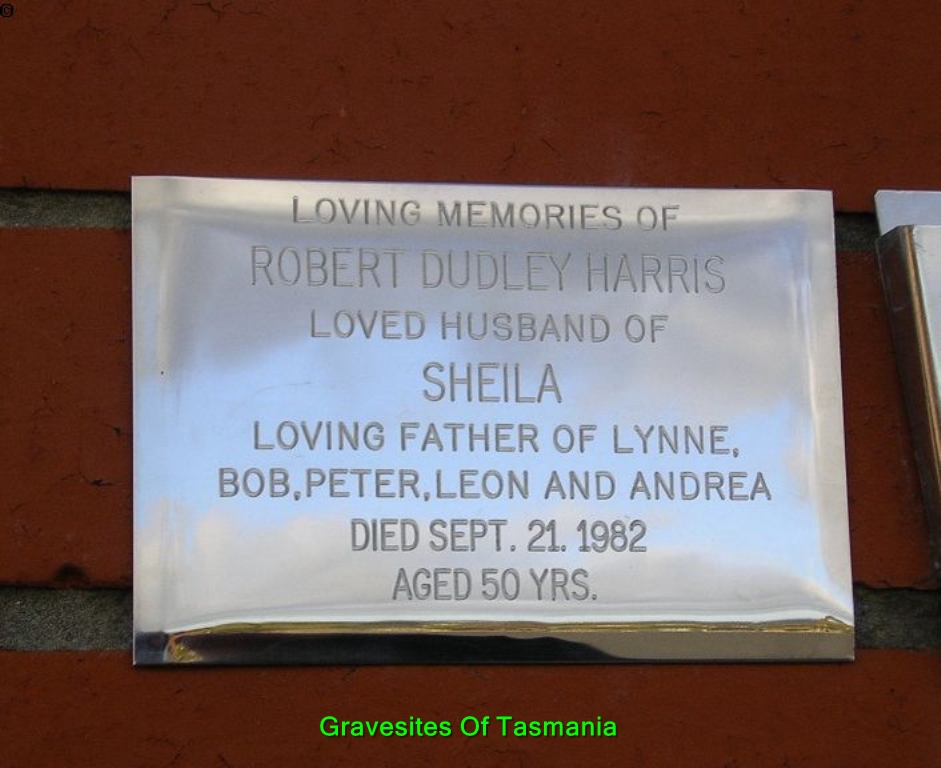 ©
LOVING MEMORIES OF
ROBERT DUDLEY HARRIS
LOVED HUSBAND OF
SHEILA
LOVING FATHER OF LYNNE,
BOB, PETER, LEON AND ANDREA
DIED SEPT. 21. 1982
AGED 50 YRS.
Gravesites Of Tasmania